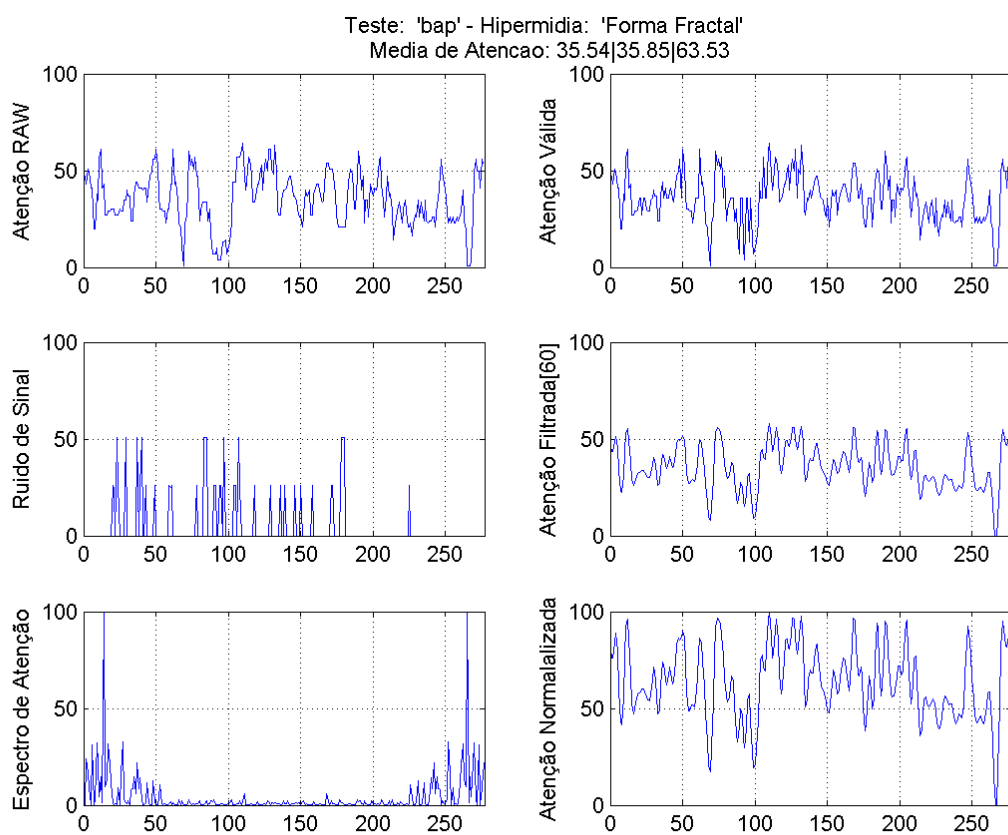 Teste:  'bap' - Hipermidia:  'Forma Fractal'
Media de Atencao: 35.54|35.85|63.53
Atenção RAW
100
50
0
0 50 100 150 200 250
Atenção Válida
100
50
0
0 50 100 150 200 250
Ruido de Sinal
100
50
0
0 50 100 150 200 250
Atenção Filtrada[60]
100
50
0
0 50 100 150 200 250
Espectro de Atenção
100
50
0
0 50 100 150 200 250
Atenção Normalalizada
100
50
0
0 50 100 150 200 250